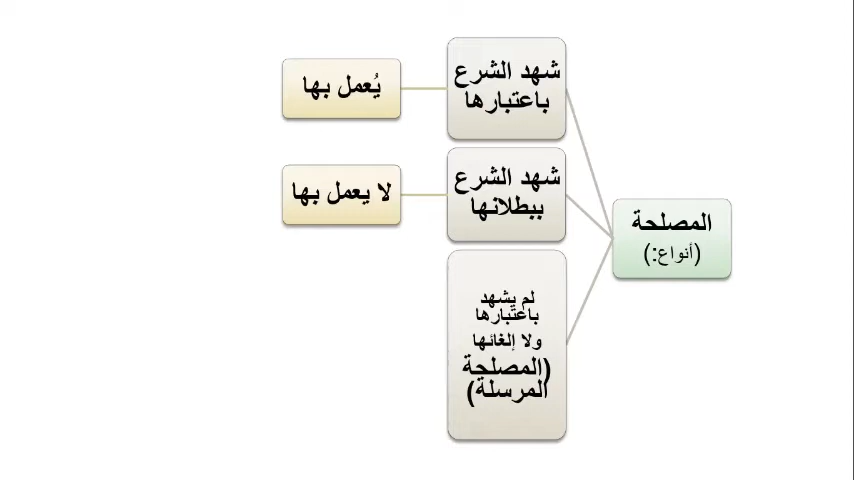 المصلحة
(أنواع:)
شهد الشرع
باعتبارها
يُعمل بها
شهد الشرع
ببطلانها
لا يعمل بها
لم يشهد
باعتبارها
ولا إلغائها
(المصلحة
المرسلة)